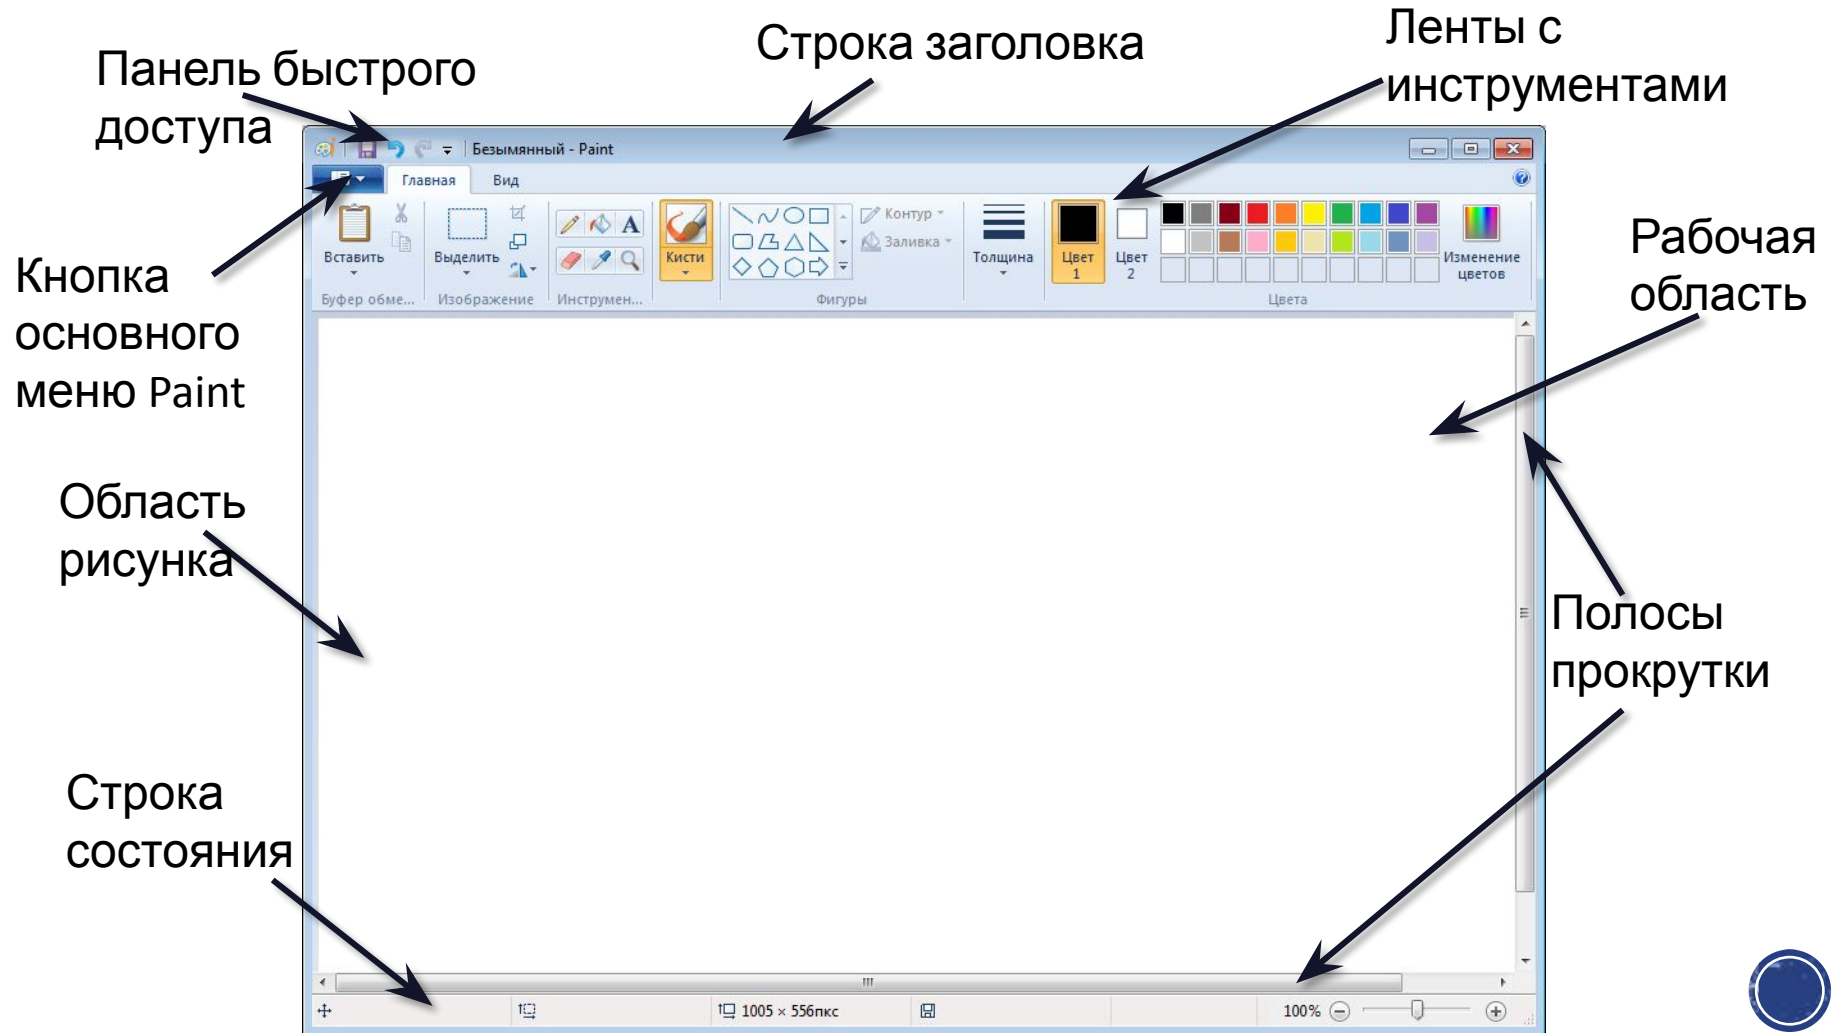 Строка заголовка
Ленты с
инструментами
Панель быстрого
доступа
Безымянный - Paint
Главная
Вид
Вставить
Выделить
A
Кисти
Контур
Заливка
Толщина
Цвет
1
Цвет
2
Изменение
цветов
Буфер обме...
Изображение
Инструмен...
Фигуры
Цвета
Рабочая
область
Кнопка
основного
меню Paint
Область
рисунка
Полосы
прокрутки
Строка
состояния
1005 × 556пкс
100%